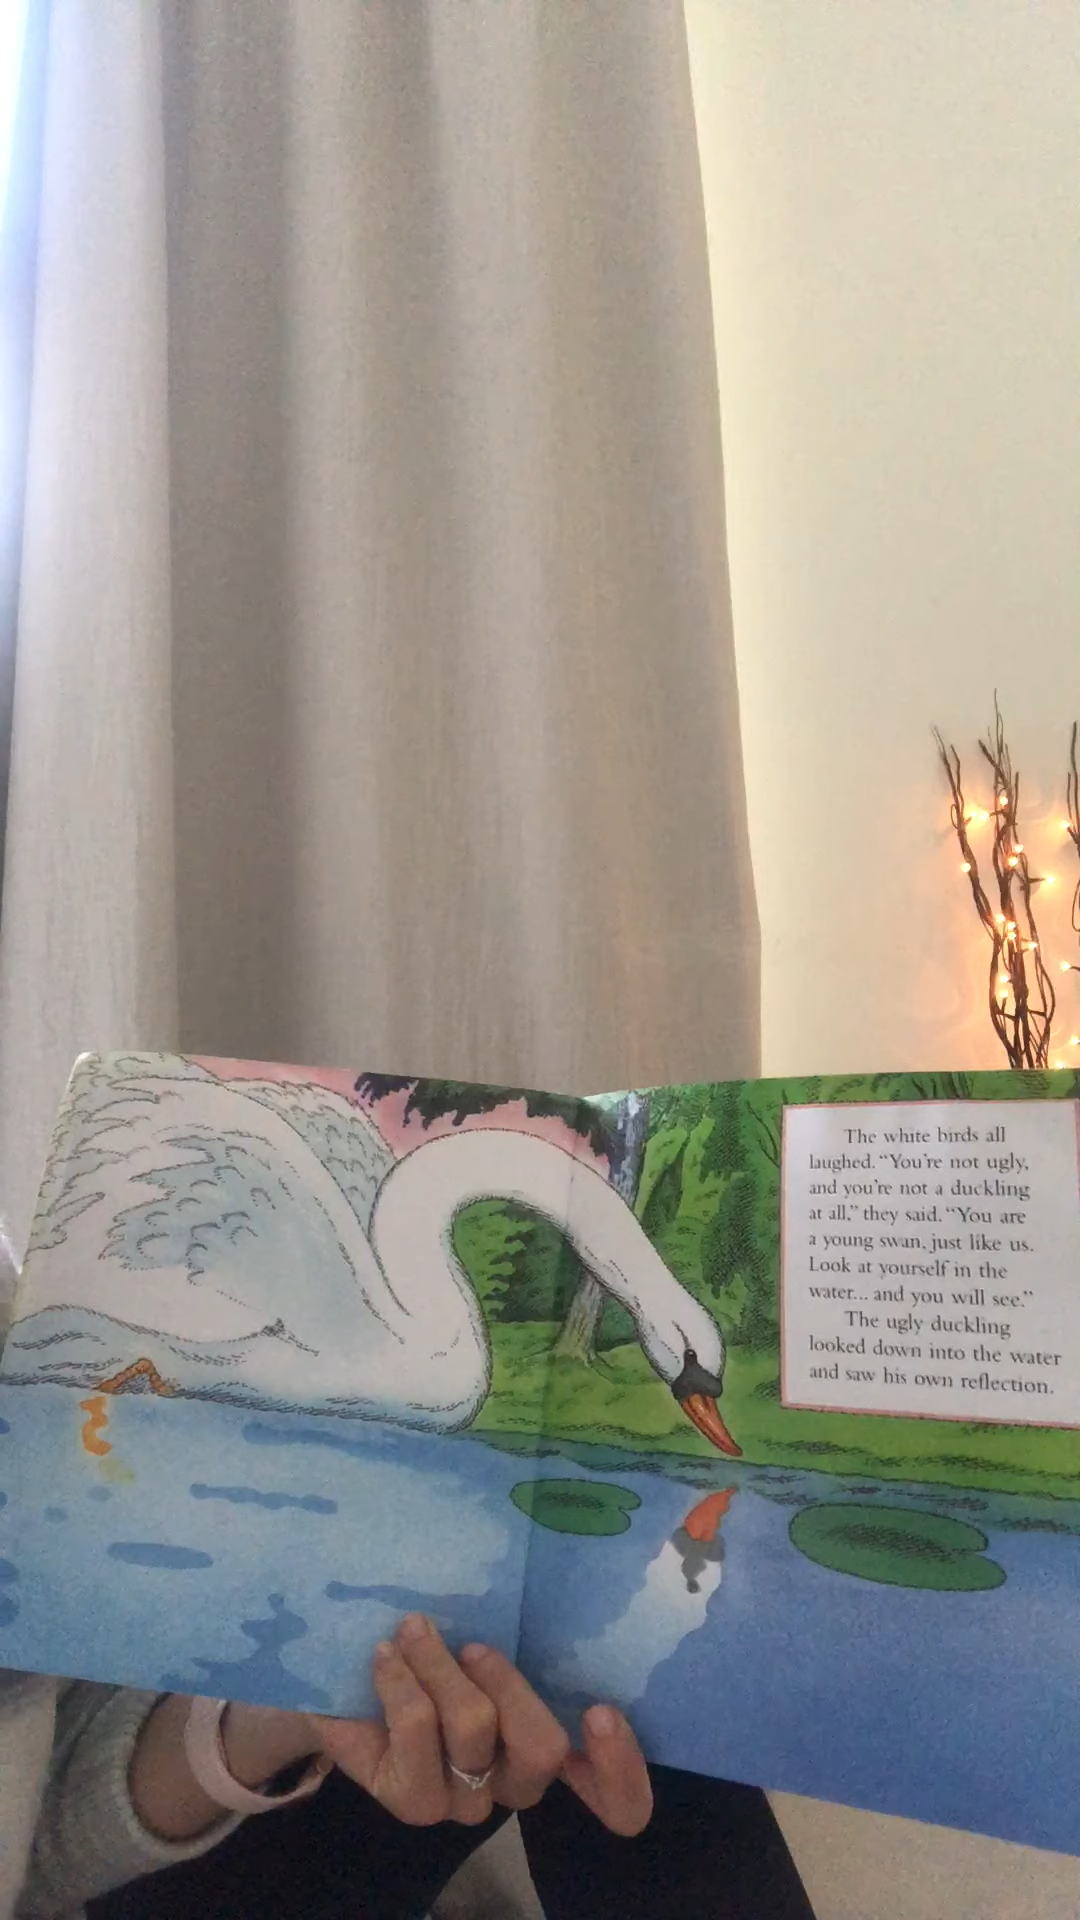 The white birds all
laughed. “You’re not ugly,
and you’re not a duckling
at all,” they said. “You are
a young swan, just like us.
Look at yourself in the
water... and you will see.”
The ugly duckling
looked down into the water
and saw his own reflection.